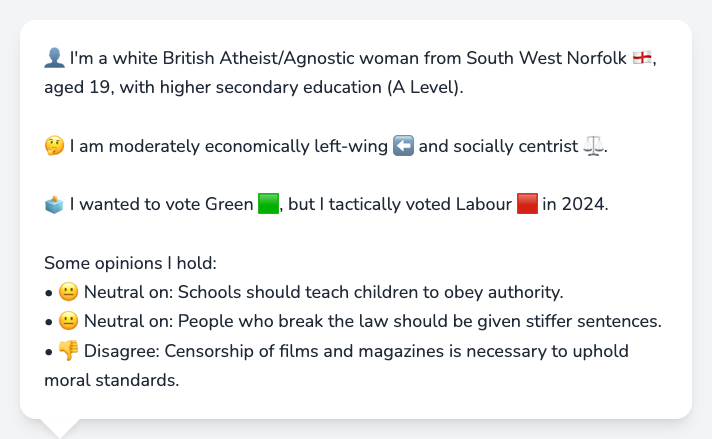 👤 I'm a white British Atheist/Agnostic woman from South West Norfolk 🏴󠁧󠁢󠁥󠁮󠁧󠁿,
aged 19, with higher secondary education (A Level).
🤔 I am moderately economically left-wing ⬅️ and socially centrist ⚖️.
🗳️ I wanted to vote Green 🟩, but I tactically voted Labour 🟥 in 2024.
Some opinions I hold:
• 😐 Neutral on: Schools should teach children to obey authority.
• 😐 Neutral on: People who break the law should be given stiffer sentences.
• 👎 Disagree: Censorship of films and magazines is necessary to uphold
moral standards.